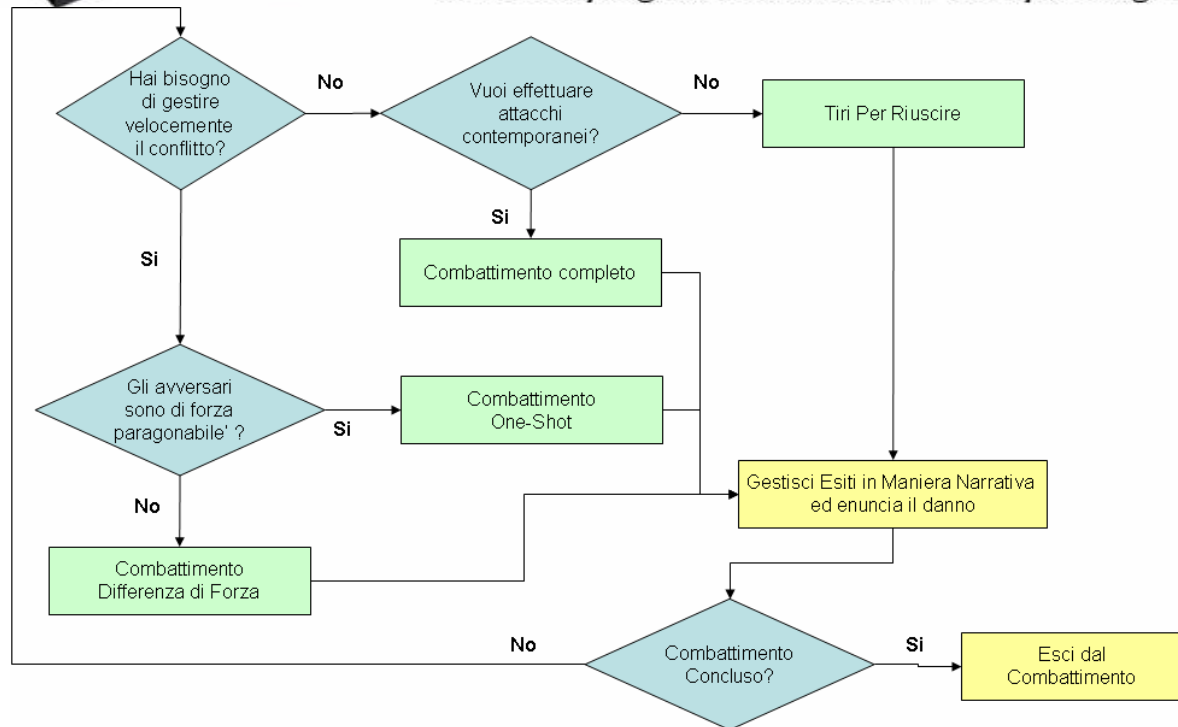 Hai bisogno
di gestire
velocemente
il conflitto?
No
Vuoi effettuare
attacchi
contemporanei?
No
Tiri Per Riuscire
Si
Si
Combattimento completo
Gli avversari
sono di forza
paragonabile' ?
Si
Combattimento
One-Shot
No
Gestisci Esiti in Maniera Narrativa
ed enuncia il danno
Combattimento
Differenza di Forza
No
Combattimento
Concluso?
Si
Esci dal
Combattimento